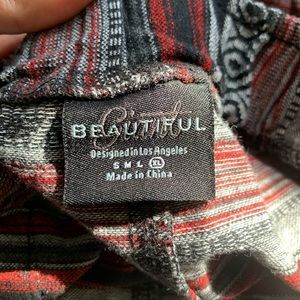 BEAUTIFUL
Designed in Los Angeles
S M L XL
Made in China